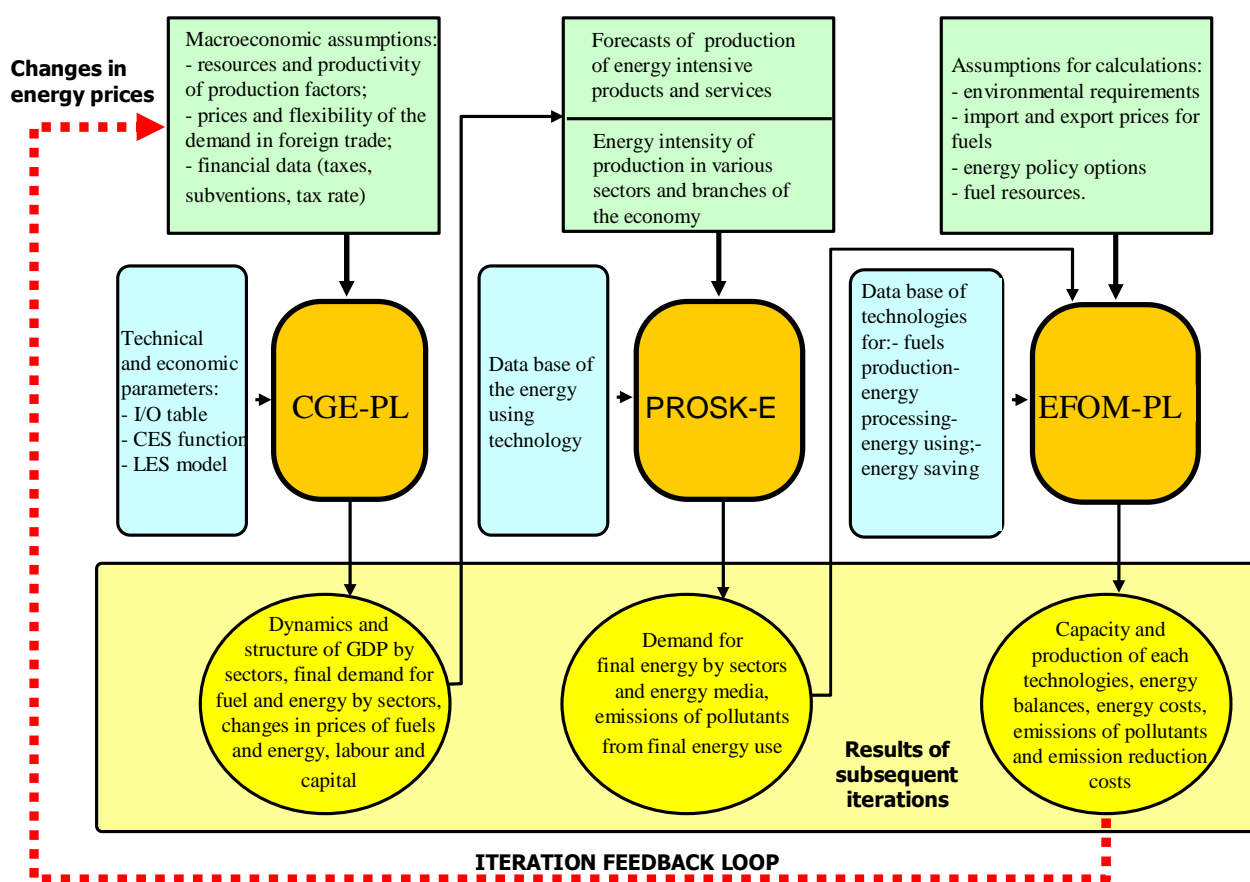 Changes in
energy prices
Macroeconomic assumptions:
- resources and productivity
of production factors;
- prices and flexibility of the
demand in foreign trade;
- financial data (taxes,
subventions, tax rate)
Forecasts of production
of energy intensive
products and services
Energy intensity of
production in various
sectors and branches of
the economy
Assumptions for calculations:
- environmental requirements
- import and export prices for
fuels
- energy policy options
- fuel resources.
Technical
and economic
parameters:
- I/O table
- CES function
- LES model
CGE-PL
Data base of
the energy
using
technology
PROSK-E
Data base of
technologies
for:- fuels
production-
energy
processing-
energy using;-
energy saving
EFOM-PL
Dynamics and
structure of GDP by
sectors, final demand for
fuel and energy by sectors,
changes in prices of fuels
and energy, labour and
capital
Demand for
final energy by sectors
and energy media,
emissions of pollutants
from final energy use
Capacity and
production of each
technologies, energy
balances, energy costs,
emissions of pollutants
and emission reduction
costs
Results of
subsequent
iterations
ITERATION FEEDBACK LOOP